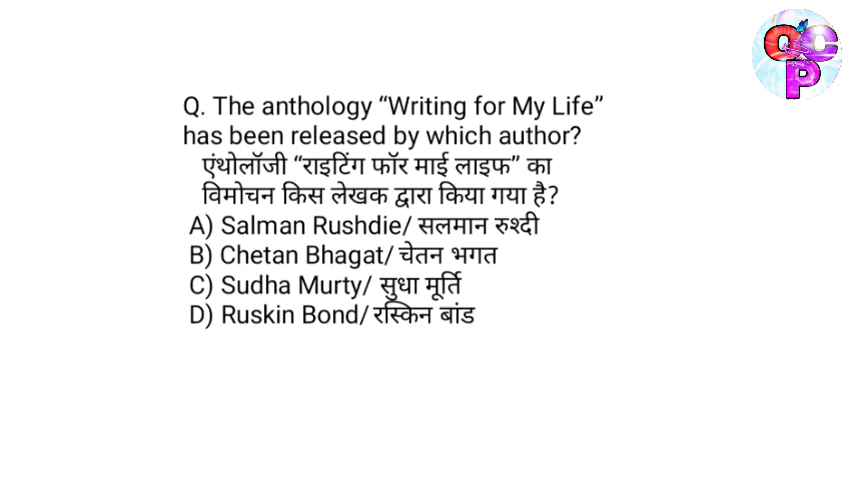 QCP
Q. The anthology “Writing for My Life”
has been released by which author?
एंथोलॉजी “राइटिंग फॉर माई लाइफ” का
विमोचन किस लेखक द्वारा किया गया है?
A) Salman Rushdie/ सलमान रुश्दी
B) Chetan Bhagat/ चेतन भगत
C) Sudha Murty/ सुधा मूर्ति
D) Ruskin Bond/ रस्किन बांड